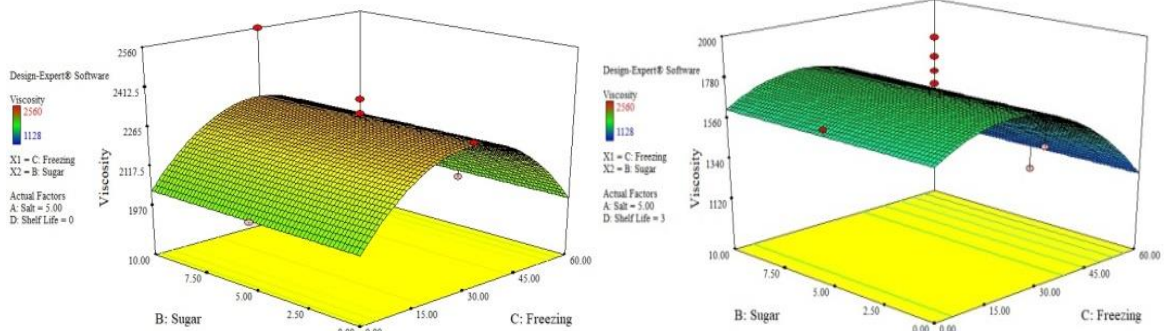 Design-Expert® Software
Viscosity
2560
1128
X1 = C: Freezing
X2 = B: Sugar
Actual Factors
A: Salt = 5.00
D: Shelf Life = 0
Viscosity
2560
2412.5
2265
2117.5
1970
10.00
7.50
5.00
2.50
0.00
0.00
15.00
30.00
45.00
60.00
B: Sugar
C: Freezing
Design-Expert® Software
Viscosity
2560
1128
X1 = C: Freezing
X2 = B: Sugar
Actual Factors
A: Salt = 5.00
D: Shelf Life = 3
Viscosity
2000
1780
1560
1340
1120
10.00
7.50
5.00
2.50
0.00
0.00
15.00
30.00
45.00
60.00
B: Sugar
C: Freezing